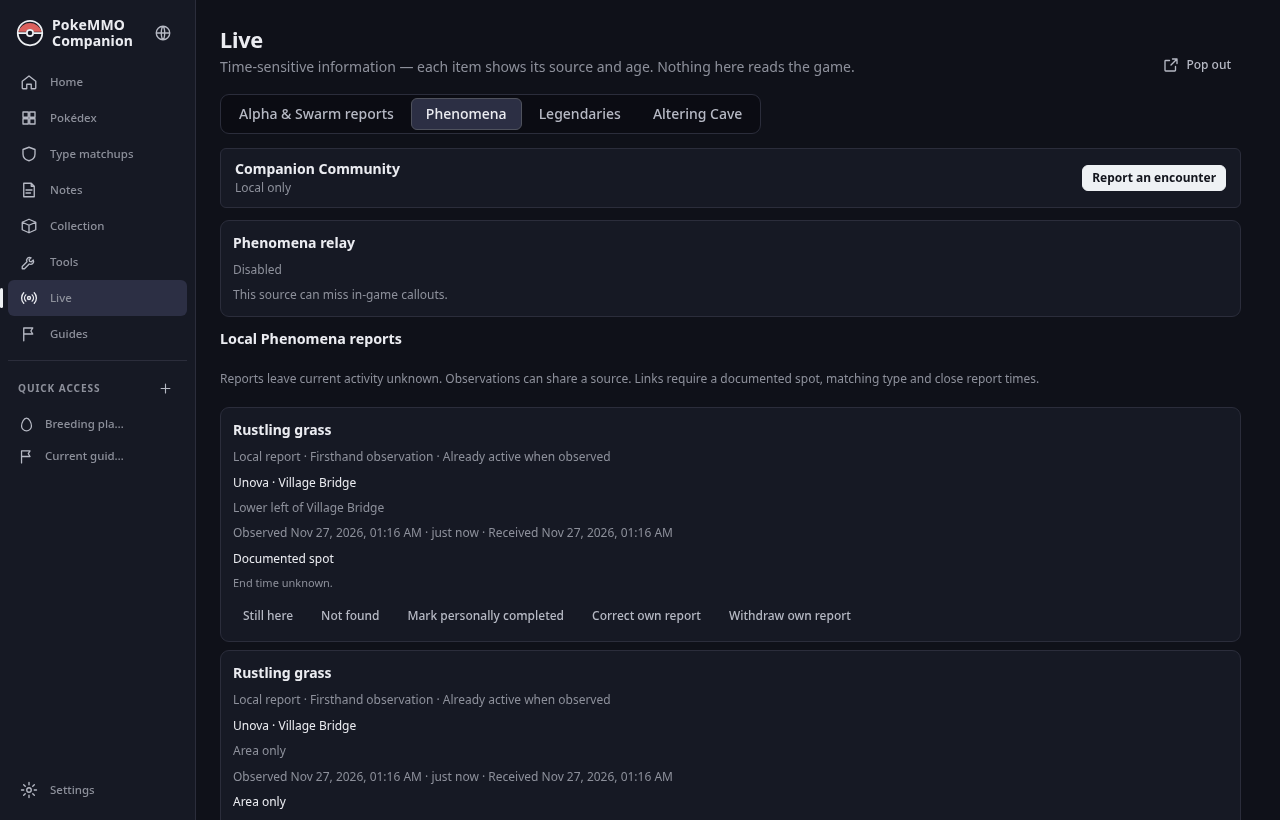 PokeMMO
Companion
Home
Pokédex
Type matchups
Notes
Collection
Tools
Live
Guides
QUICK ACCESS
Breeding pla...
Current guid...
Settings
Live
Time-sensitive information — each item shows its source and age. Nothing here reads the game.
Pop out
Alpha & Swarm reports
Phenomena
Legendaries
Altering Cave
Companion Community
Local only
Report an encounter
Phenomena relay
Disabled
This source can miss in-game callouts.
Local Phenomena reports
Reports leave current activity unknown. Observations can share a source. Links require a documented spot, matching type and close report times.
Rustling grass
Local report · Firsthand observation · Already active when observed
Unova · Village Bridge
Lower left of Village Bridge
Observed Nov 27, 2026, 01:16 AM · just now · Received Nov 27, 2026, 01:16 AM
Documented spot
End time unknown.
Still here
Not found
Mark personally completed
Correct own report
Withdraw own report
Rustling grass
Local report · Firsthand observation · Already active when observed
Unova · Village Bridge
Area only
Observed Nov 27, 2026, 01:16 AM · just now · Received Nov 27, 2026, 01:16 AM
Area only